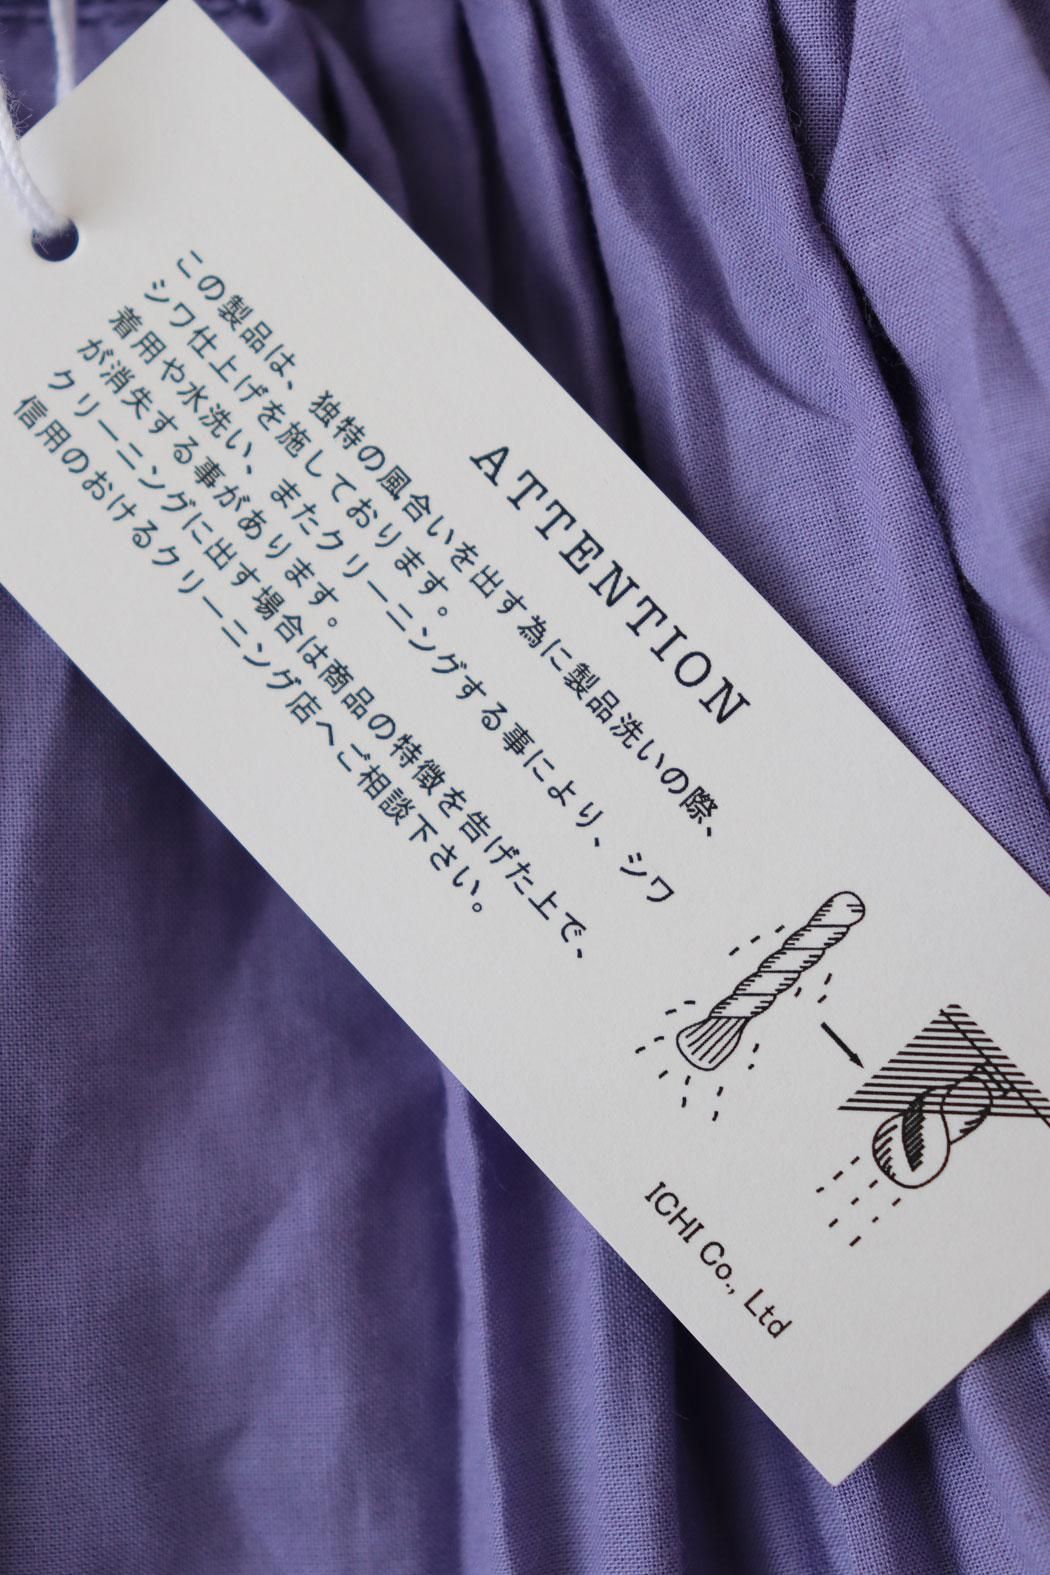 ATTENTION
この製品は、独特の風合いを出す為に製品洗いの際、
シワ仕上げを施しております。
着用や水洗い、またクリーニングする事により、シワ
が消失する事があります。
クリーニングに出す場合は商品の特徴を告げた上で、
信用のおけるクリーニング店へご相談下さい。
ICHI Co., Ltd